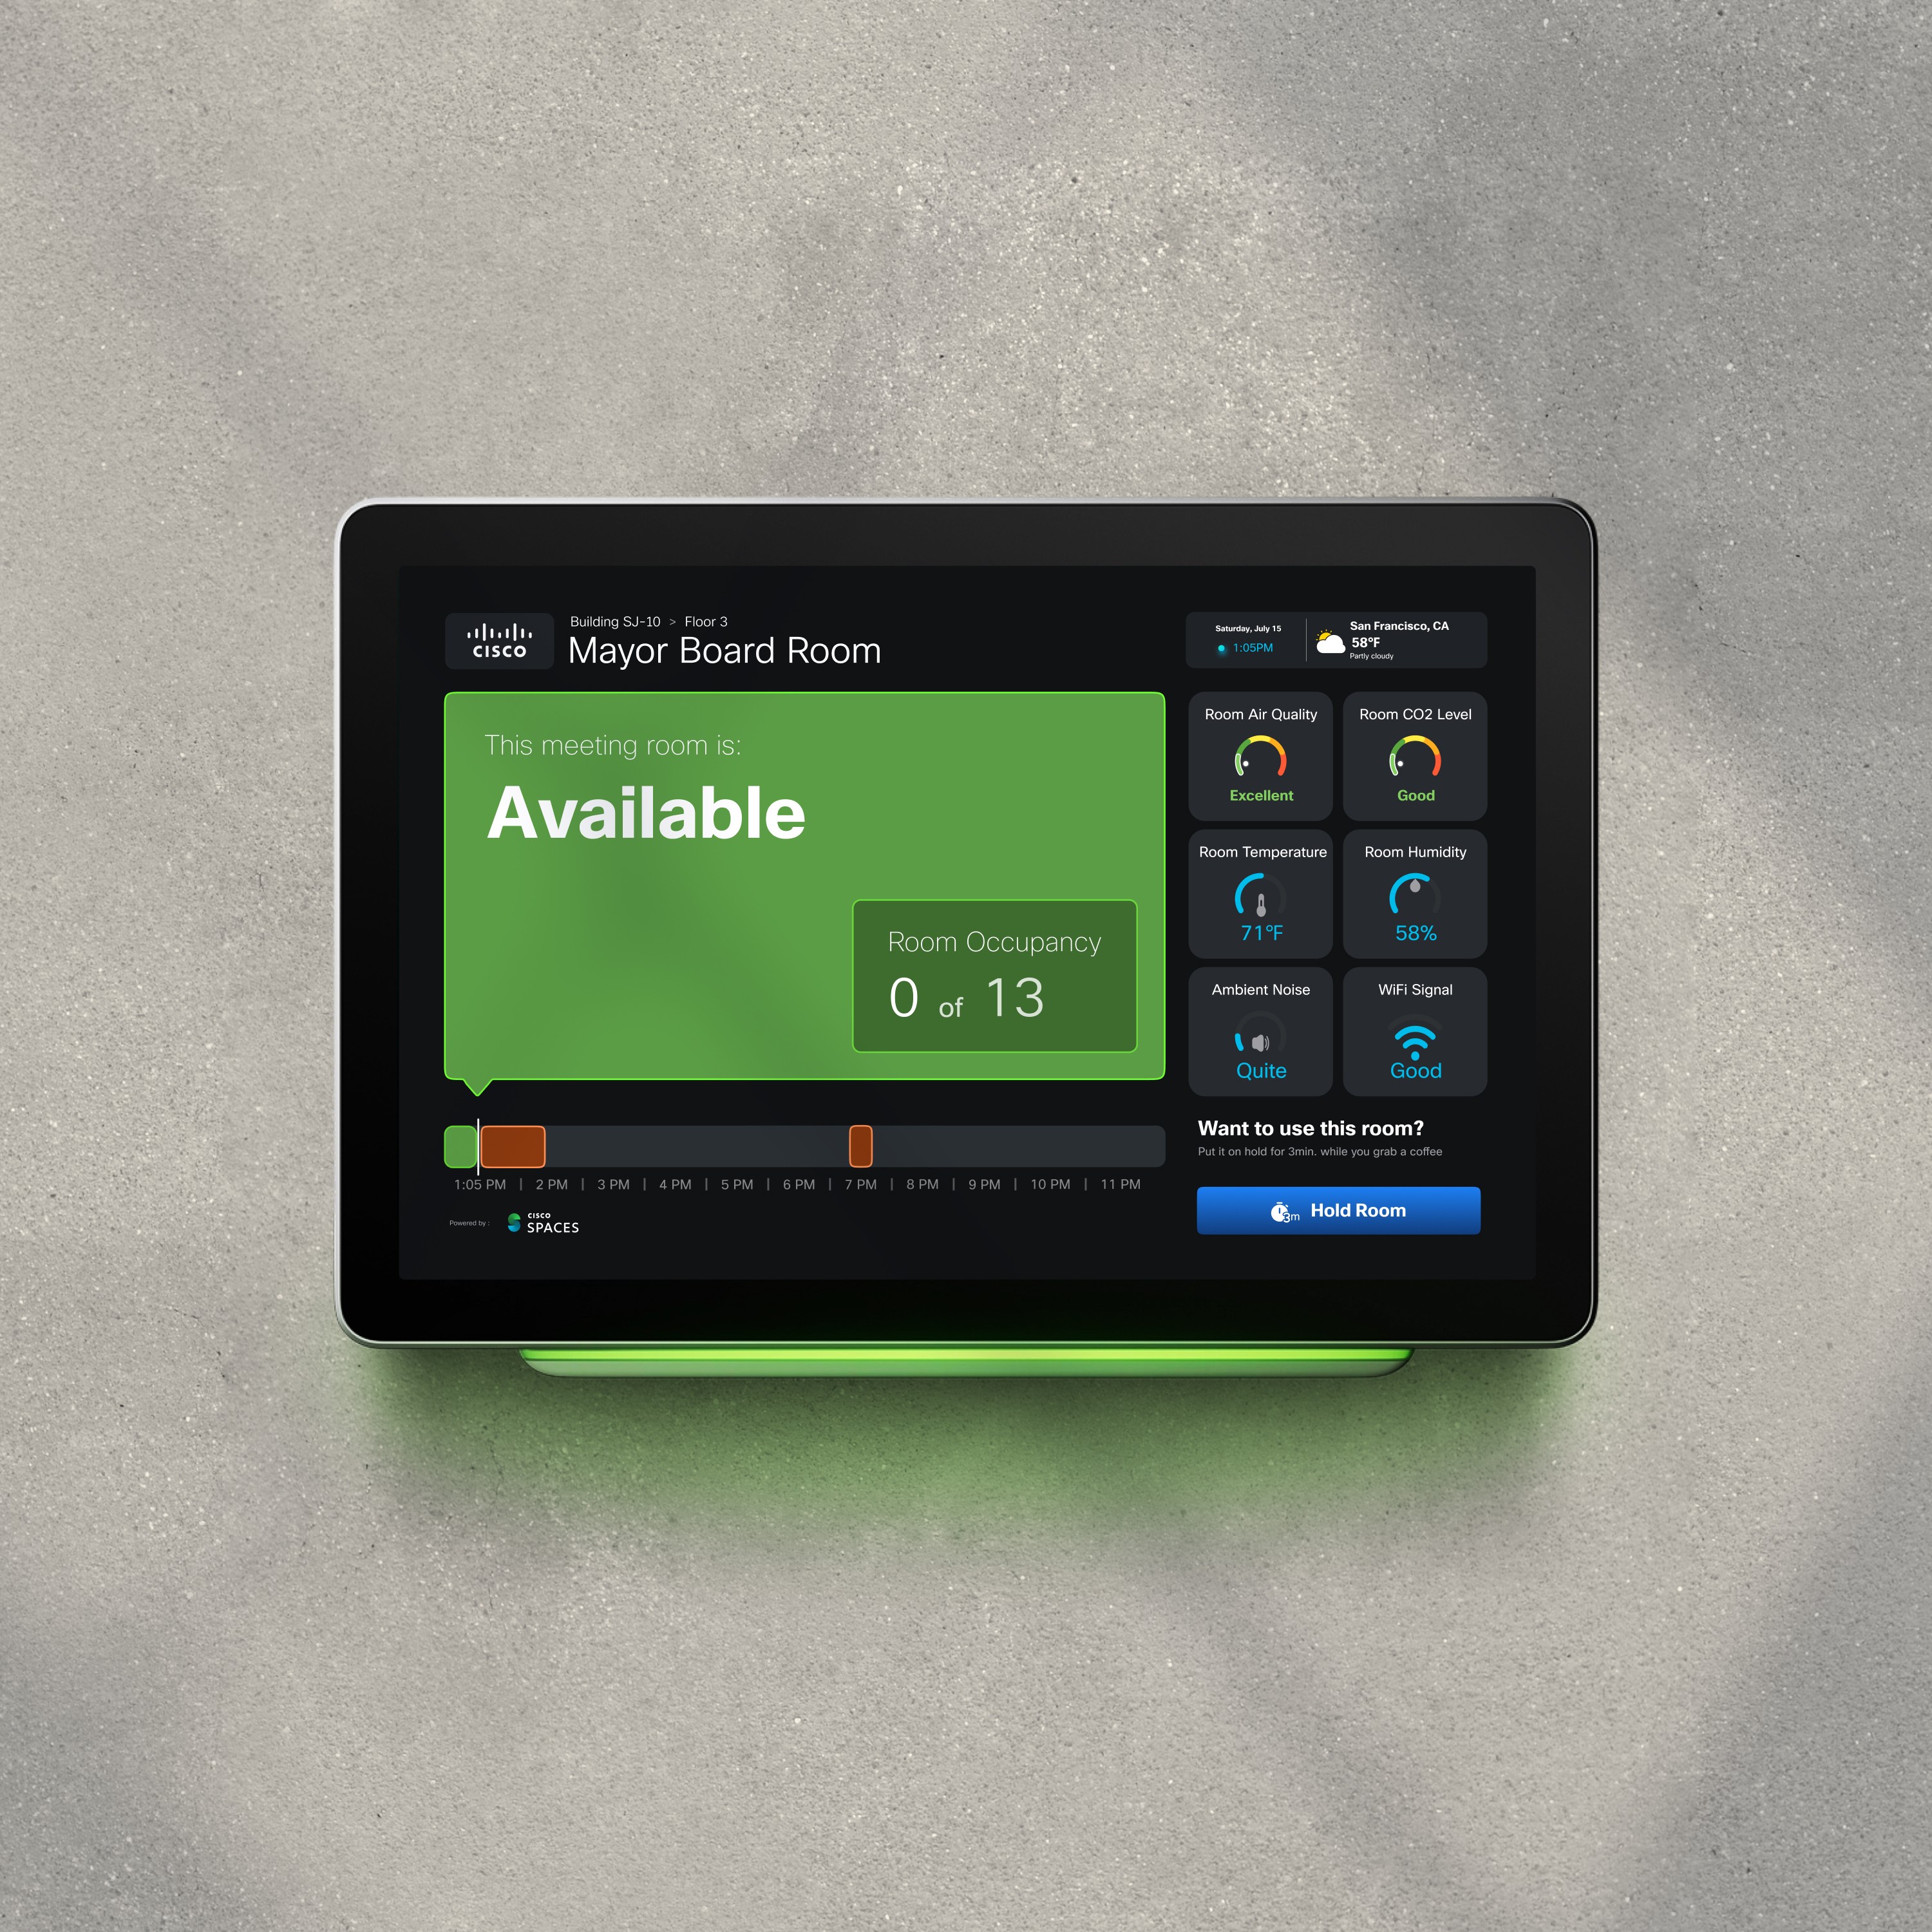 CISCO
Building SJ-10 > Floor 3
Mayor Board Room
Saturday, July 15
1:05PM
San Francisco, CA
58°F
Partly cloudy
This meeting room is:
Available
Room Occupancy
0 of 13
Room Air Quality
Excellent
Room CO2 Level
Good
Room Temperature
71°F
Room Humidity
58%
Ambient Noise
Quite
WiFi Signal
Good
1:05 PM | 2 PM | 3 PM | 4 PM | 5 PM | 6 PM | 7 PM | 8 PM | 9 PM | 10 PM | 11 PM
Powered by :
CISCO
SPACES
Want to use this room?
Put it on hold for 3min. while you grab a coffee
3m Hold Room